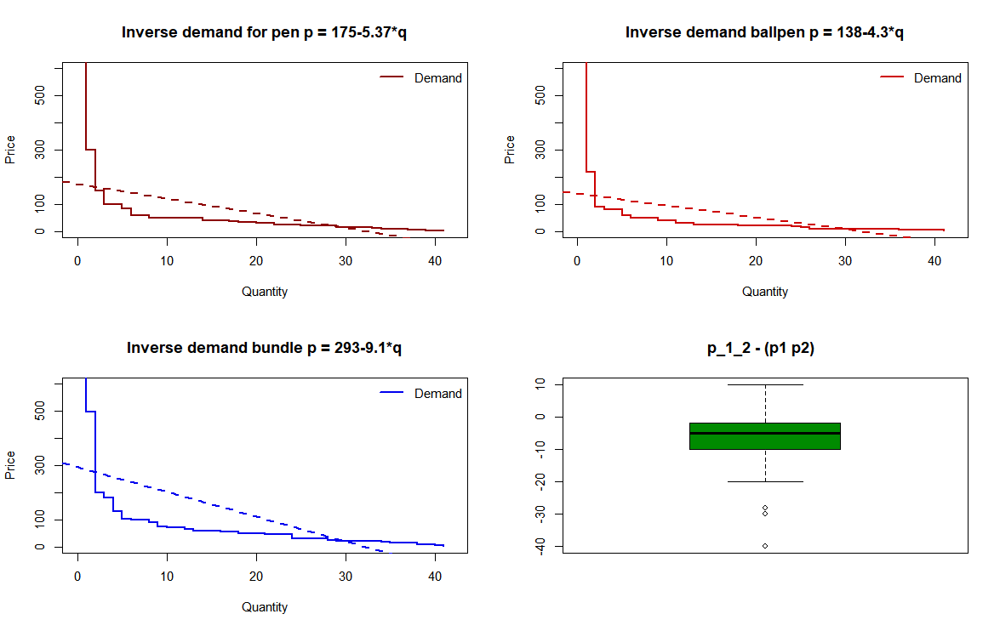 Inverse demand for pen p = 175-5.37*q
Demand
Price
500
300
100
0
0 10 20 30 40
Quantity
Inverse demand ballpen p = 138-4.3*q
Demand
Price
500
300
100
0
0 10 20 30 40
Quantity
Inverse demand bundle p = 293-9.1*q
Demand
Price
500
300
100
0
0 10 20 30 40
Quantity
p_1_2 - (p1 p2)
10
0
-10
-20
-30
-40